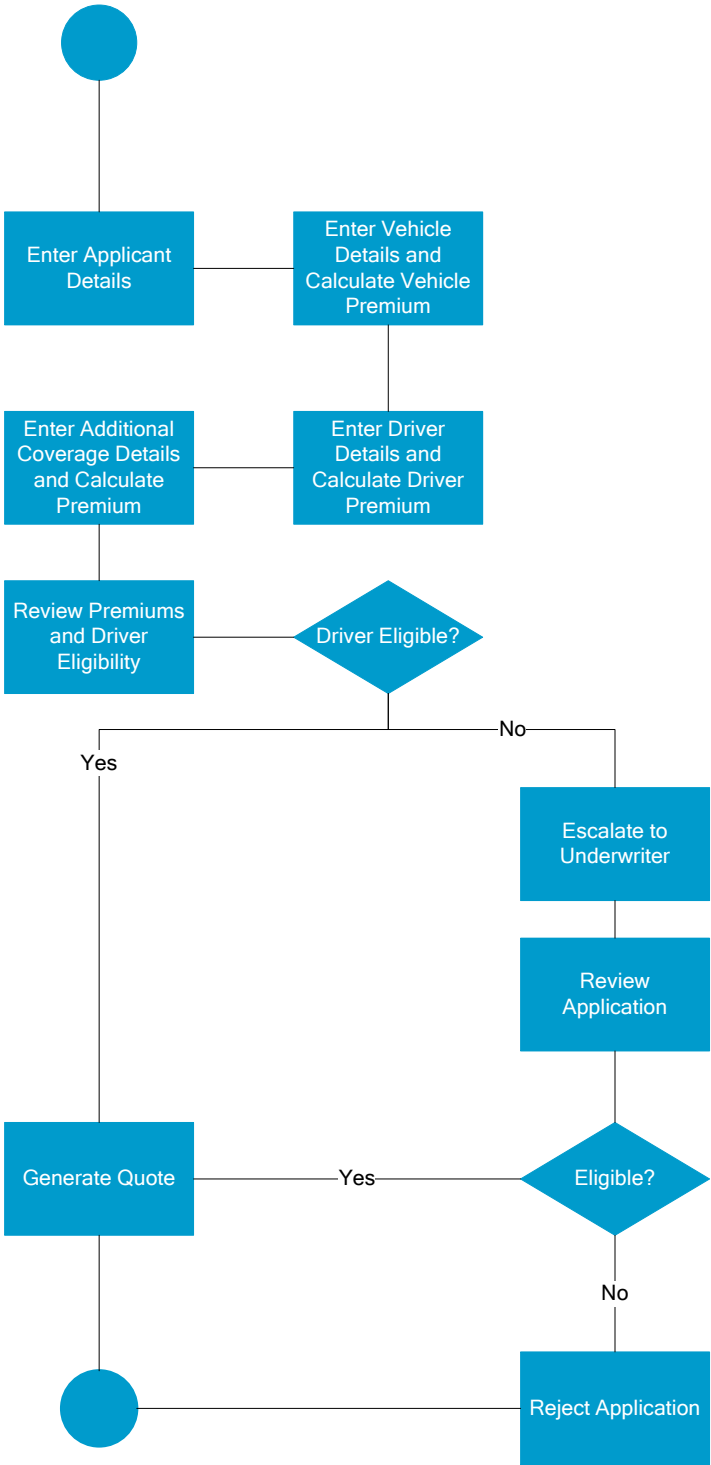 Enter Applicant
Details
Enter Vehicle
Details and
Calculate Vehicle
Premium
Enter Additional
Coverage Details
and Calculate
Premium
Enter Driver
Details and
Calculate Driver
Premium
Review Premiums
and Driver
Eligibility
Driver Eligible?
No
Yes
Escalate to
Underwriter
Review
Application
Generate Quote
Yes
Eligible?
No
Reject Application